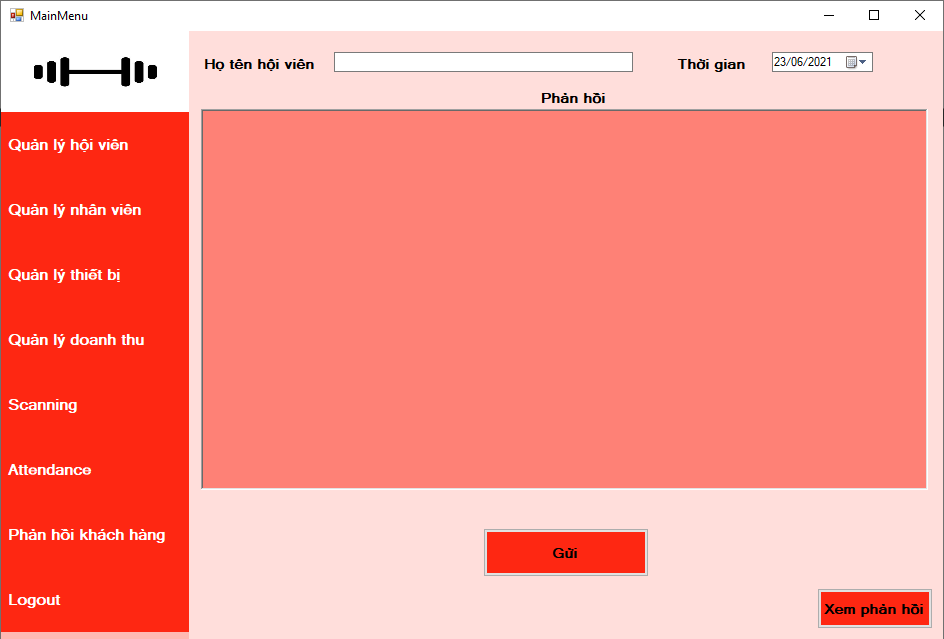 MainMenu
Họ tên hội viên
Thời gian
23/06/2021
Phản hồi
Quản lý hội viên
Quản lý nhân viên
Quản lý thiết bị
Quản lý doanh thu
Scanning
Attendance
Phản hồi khách hàng
Logout
Gửi
Xem phản hồi